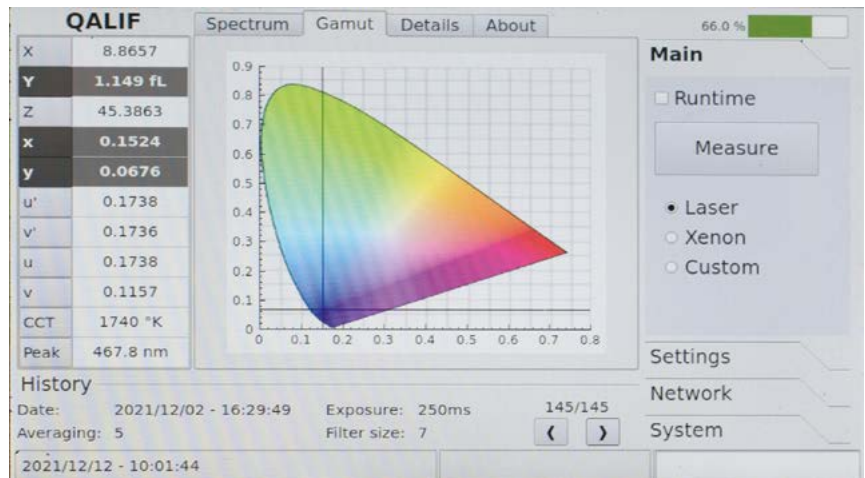 QALIF
Spectrum Gamut Details About
66.0 %
X 8.8657
Y 1.149 fL
Z 45.3863
x 0.1524
y 0.0676
u' 0.1738
v' 0.1736
u 0.1738
v 0.1157
CCT 1740 °K
Peak 467.8 nm
0.9
0.8
0.7
0.6
0.5
0.4
0.3
0.2
0.1
0
0 0.1 0.2 0.3 0.4 0.5 0.6 0.7 0.8
Main
Runtime
Measure
Laser
Xenon
Custom
Settings
Network
System
History
Date: 2021/12/02 - 16:29:49 Exposure: 250ms 145/145
Averaging: 5 Filter size: 7
2021/12/12 - 10:01:44